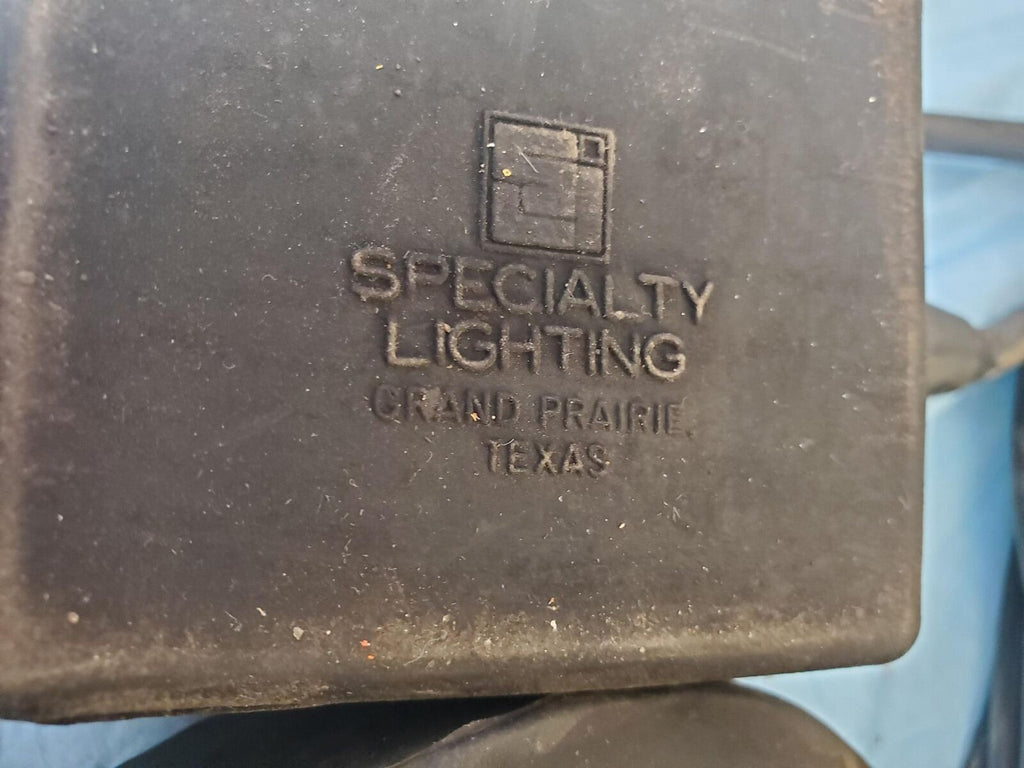 SPECIALTY
LIGHTING
GRAND PRAIRIE,
TEXAS